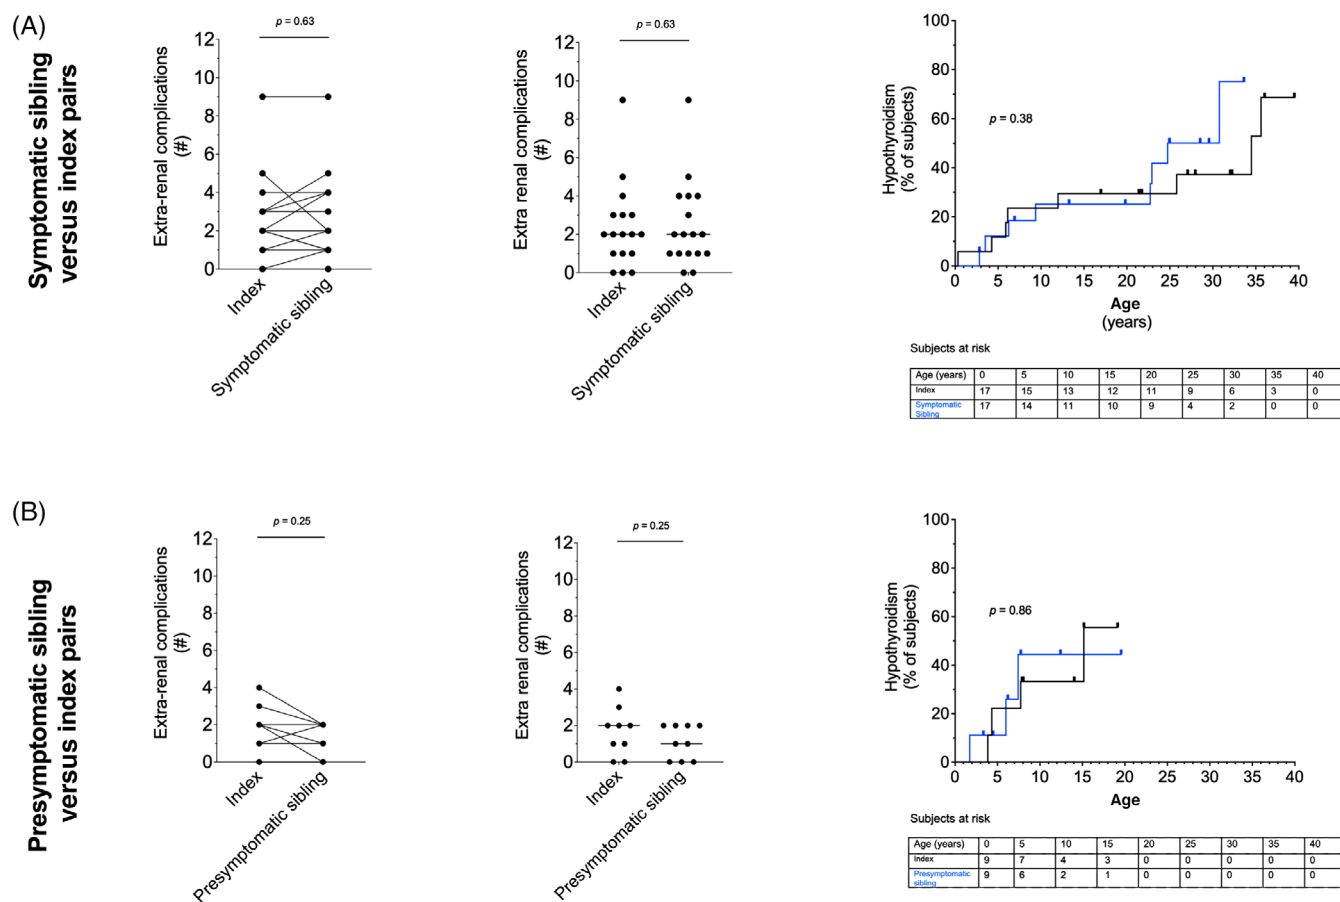 (A)
Symptomatic sibling
versus index pairs
p = 0.63
Extra-renal complications
(#)
12
10
8
6
4
2
0
Index
Symptomatic sibling
p = 0.63
Extra renal complications
(#)
12
10
8
6
4
2
0
Index
Symptomatic sibling
Hypothyroidism
(% of subjects)
100
80
60
40
20
0
p = 0.38
0 5 10 15 20 25 30 35 40
Age
(years)
Subjects at risk
Age (years) 0 5 10 15 20 25 30 35 40
Index 17 15 13 12 11 9 6 3 0
Symptomatic
Sibling 17 14 11 10 9 4 2 0 0
(B)
Presymptomatic sibling
versus index pairs
p = 0.25
Extra-renal complications
(#)
12
10
8
6
4
2
0
Index
Presymptomatic sibling
p = 0.25
Extra renal complications
(#)
12
10
8
6
4
2
0
Index
Presymptomatic sibling
Hypothyroidism
(% of subjects)
100
80
60
40
20
0
p = 0.86
0 5 10 15 20 25 30 35 40
Age
Subjects at risk
Age (years) 0 5 10 15 20 25 30 35 40
Index 9 7 4 3 0 0 0 0 0
Presymptomatic
sibling 9 6 2 1 0 0 0 0 0